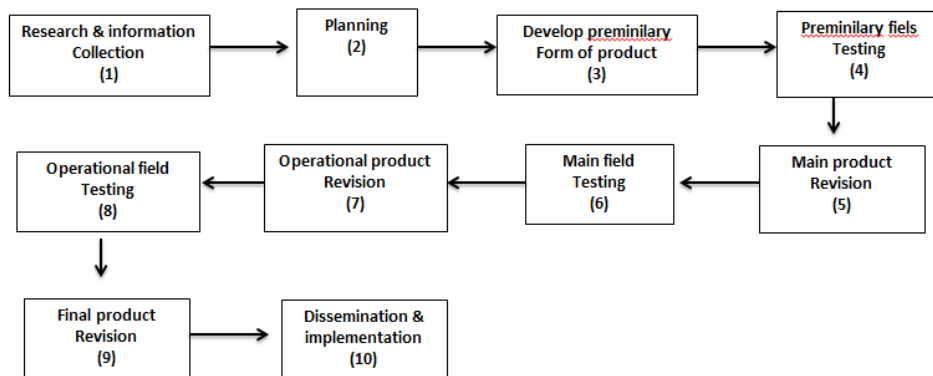 Research & information
Collection
(1)
Planning
(2)
Develop preminilary
Form of product
(3)
Preminilary fiels
Testing
(4)
Main product
Revision
(5)
Main field
Testing
(6)
Operational product
Revision
(7)
Operational field
Testing
(8)
Final product
Revision
(9)
Dissemination &
implementation
(10)